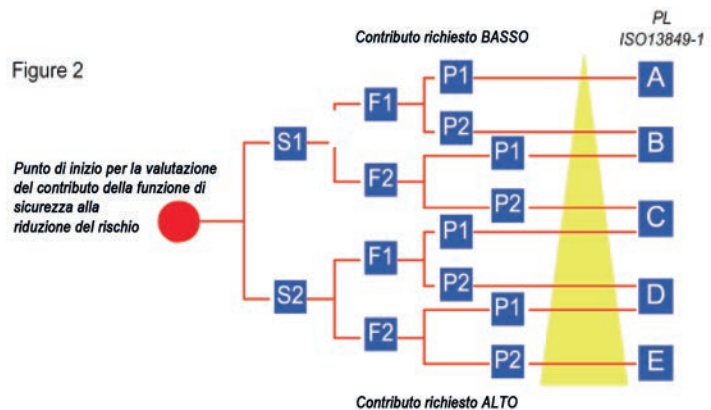 PL
ISO13849-1
Contributo richiesto BASSO
Figure 2
P1
A
F1
P2
B
S1
P1
F2
Punto di inizio per la valutazione
del contributo della funzione di
sicurezza alla
riduzione del rischio
P2
C
P1
F1
P2
D
S2
P1
F2
P2
E
Contributo richiesto ALTO